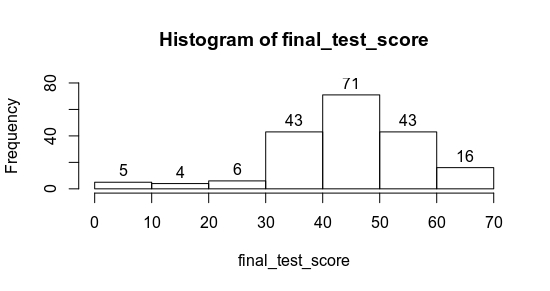 Histogram of final_test_score
Frequency
80
40
0
5
4
6
43
71
43
16
0 10 20 30 40 50 60 70
final_test_score